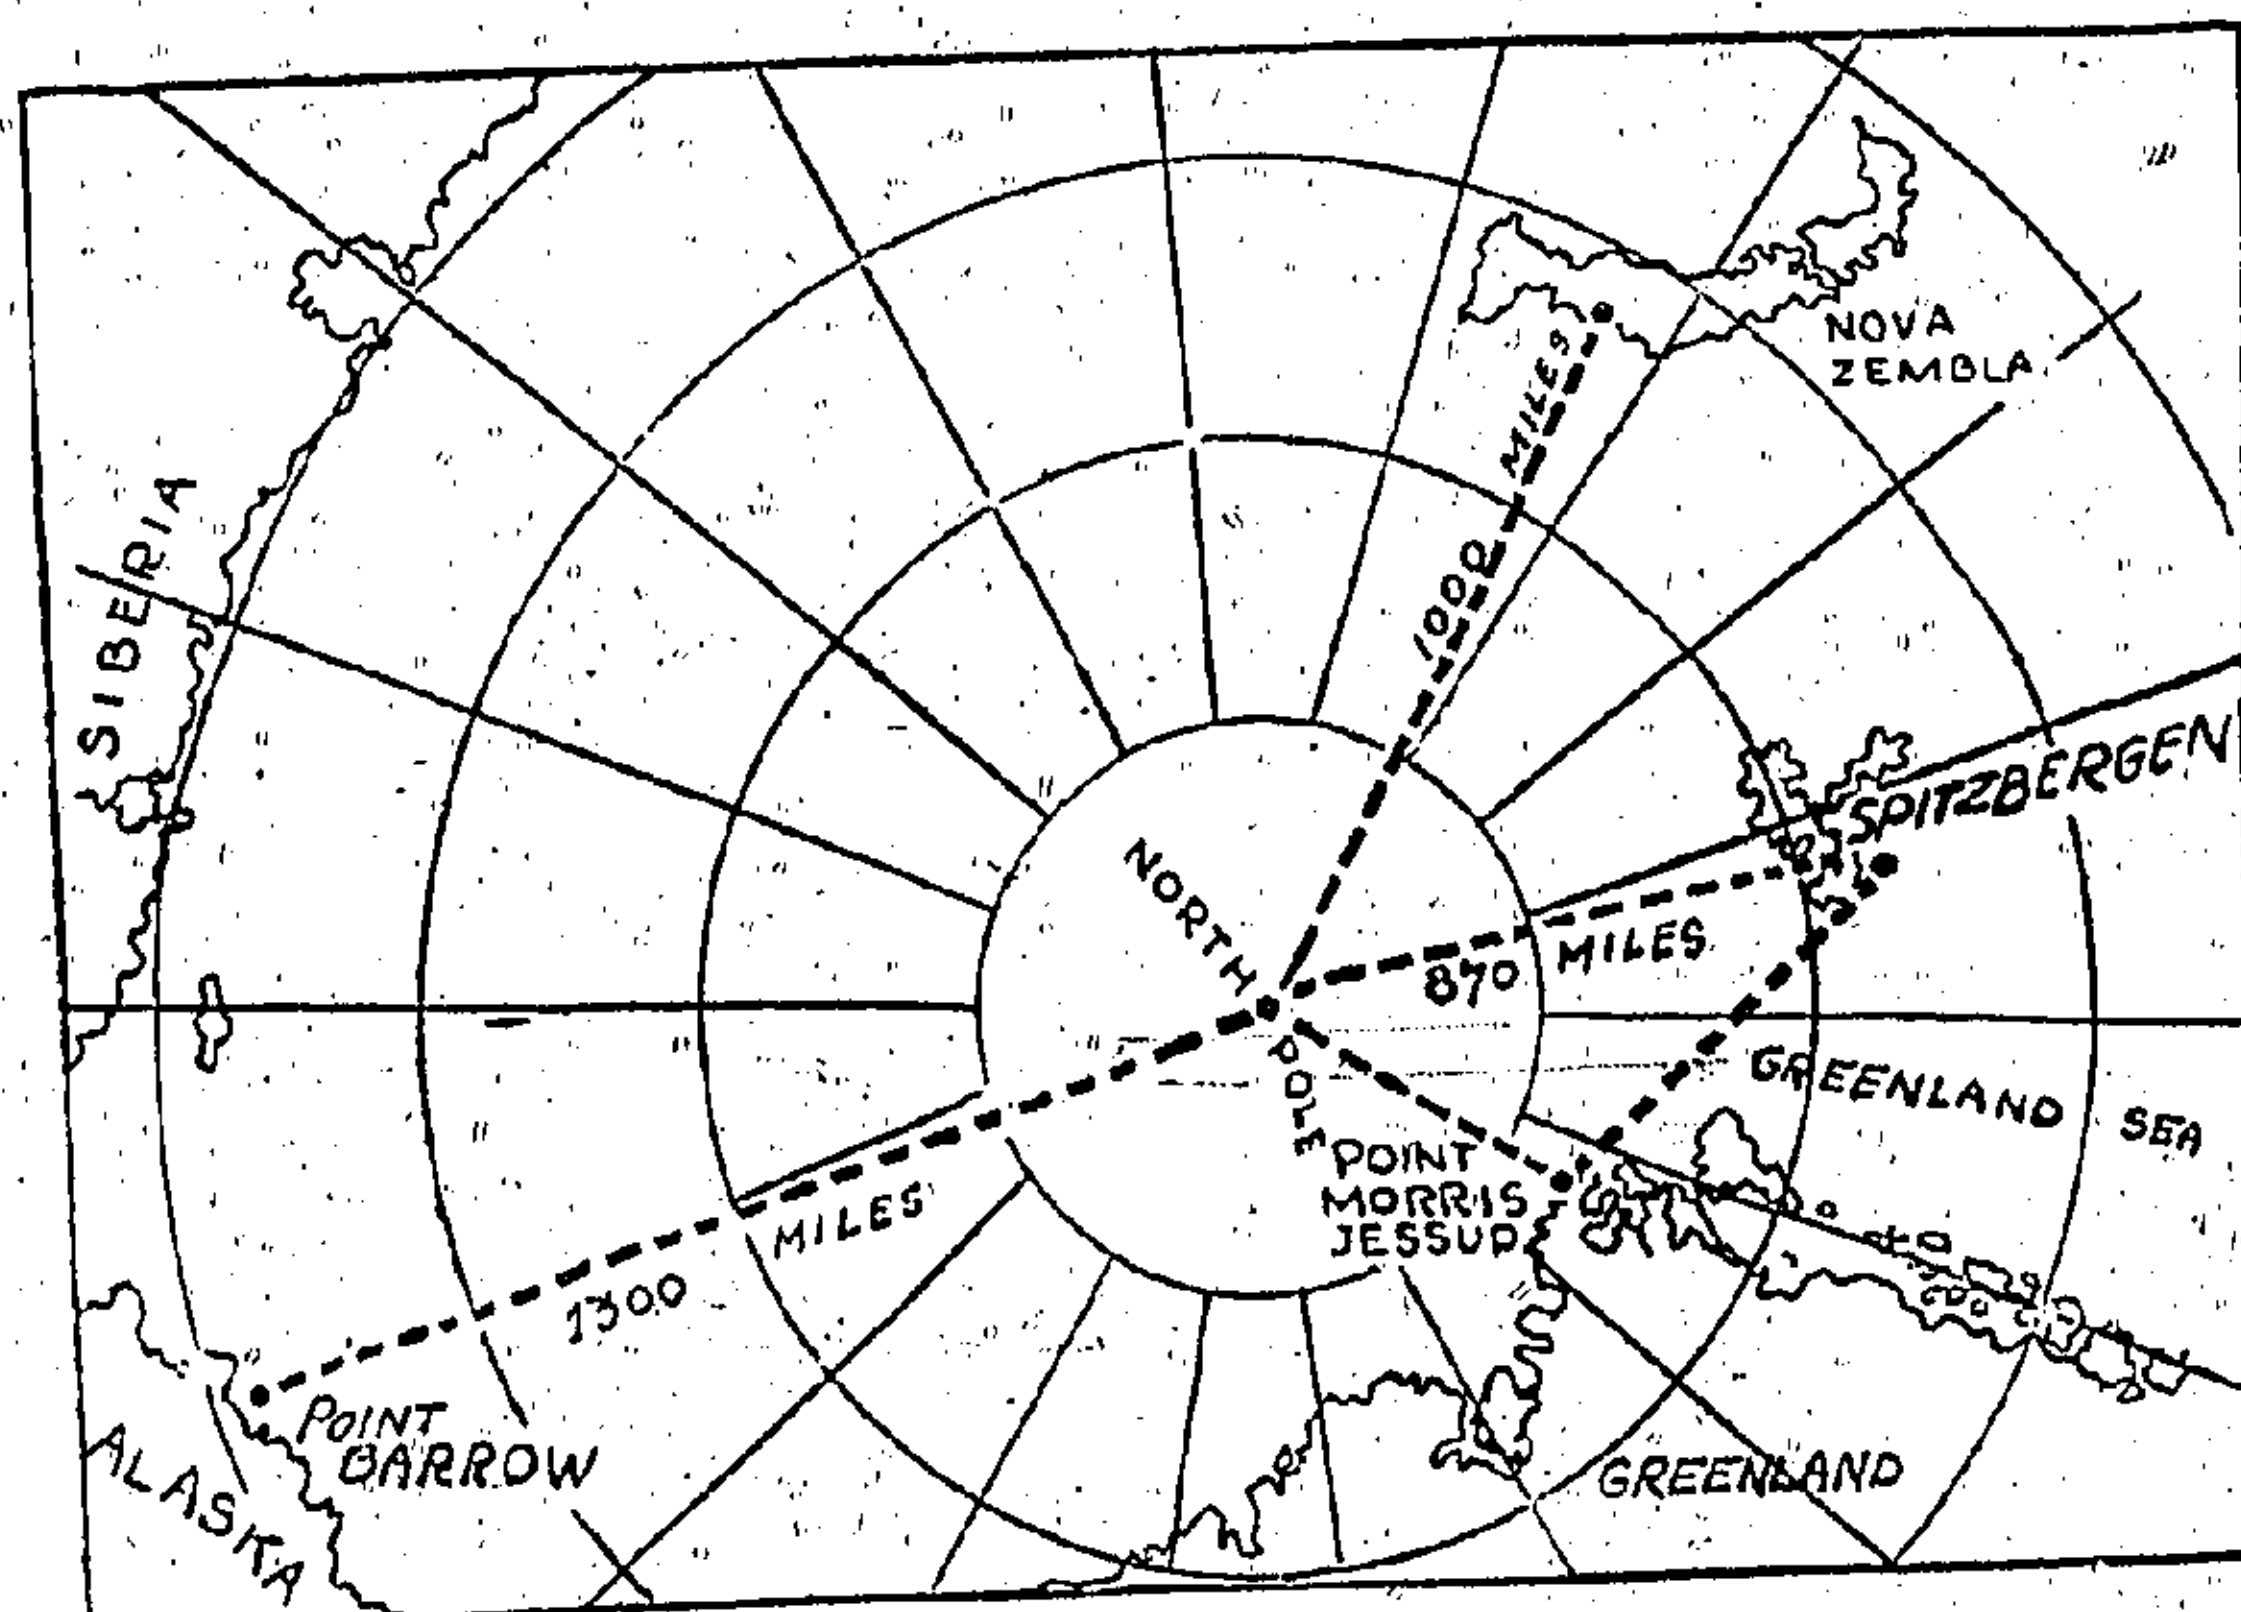 NOVA
ZEMBLA
1000 MILES
SIBERIA
SPITZBERGEN
NORTH
POLE
870 MILES
GREENLAND SEA
POINT
MORRIS
JESSUP
1300 MILES
POINT
BARROW
ALASKA
GREENLAND